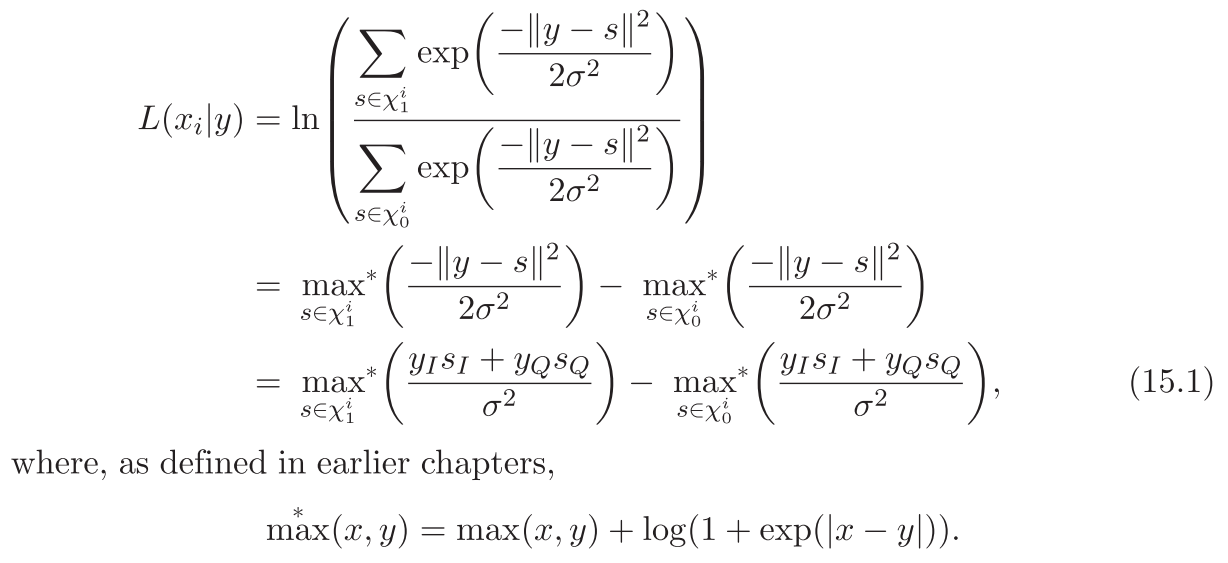 L(x_i|y) = ln( ∑_{s∈χ_1^i} exp( −‖y − s‖² / 2σ² ) / ∑_{s∈χ_0^i} exp( −‖y − s‖² / 2σ² ) )
= max*_{s∈χ_1^i} ( −‖y − s‖² / 2σ² ) − max*_{s∈χ_0^i} ( −‖y − s‖² / 2σ² )
= max*_{s∈χ_1^i} ( y_I s_I + y_Q s_Q / σ² ) − max*_{s∈χ_0^i} ( y_I s_I + y_Q s_Q / σ² ), (15.1)
where, as defined in earlier chapters,
max*(x, y) = max(x, y) + log(1 + exp(|x − y|)).